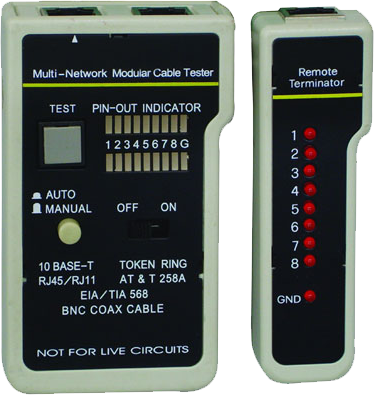 Multi-Network Modular Cable Tester
TEST PIN-OUT INDICATOR
12345678G
AUTO
MANUAL OFF ON
10 BASE-T TOKEN RING
RJ45/RJ11 AT & T 258A
EIA/TIA 568
BNC COAX CABLE
NOT FOR LIVE CIRCUITS
Remote
Terminator
1
2
3
4
5
6
7
8
GND